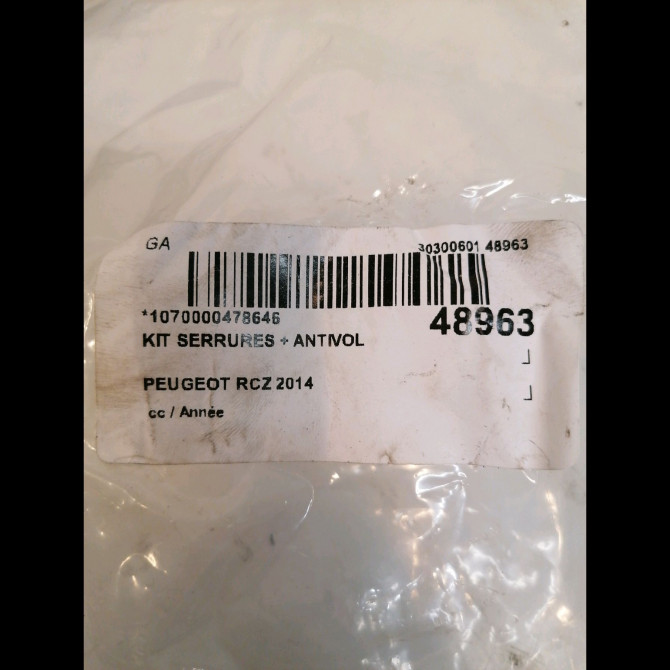 GA
30300601 48963
*1070000478646
48963
KIT SERRURES + ANTIVOL
PEUGEOT RCZ 2014
cc / Année